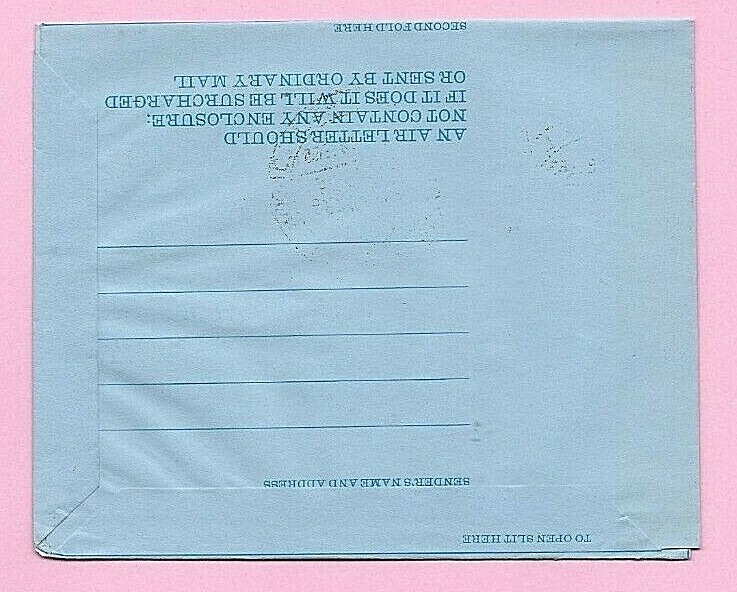 TO OPEN SLIT HERE
SENDER'S NAME AND ADDRESS
AN AIR LETTER SHOULD
NOT CONTAIN ANY ENCLOSURE;
IF IT DOES IT WILL BE SURCHARGED
OR SENT BY ORDINARY MAIL
SECOND FOLD HERE